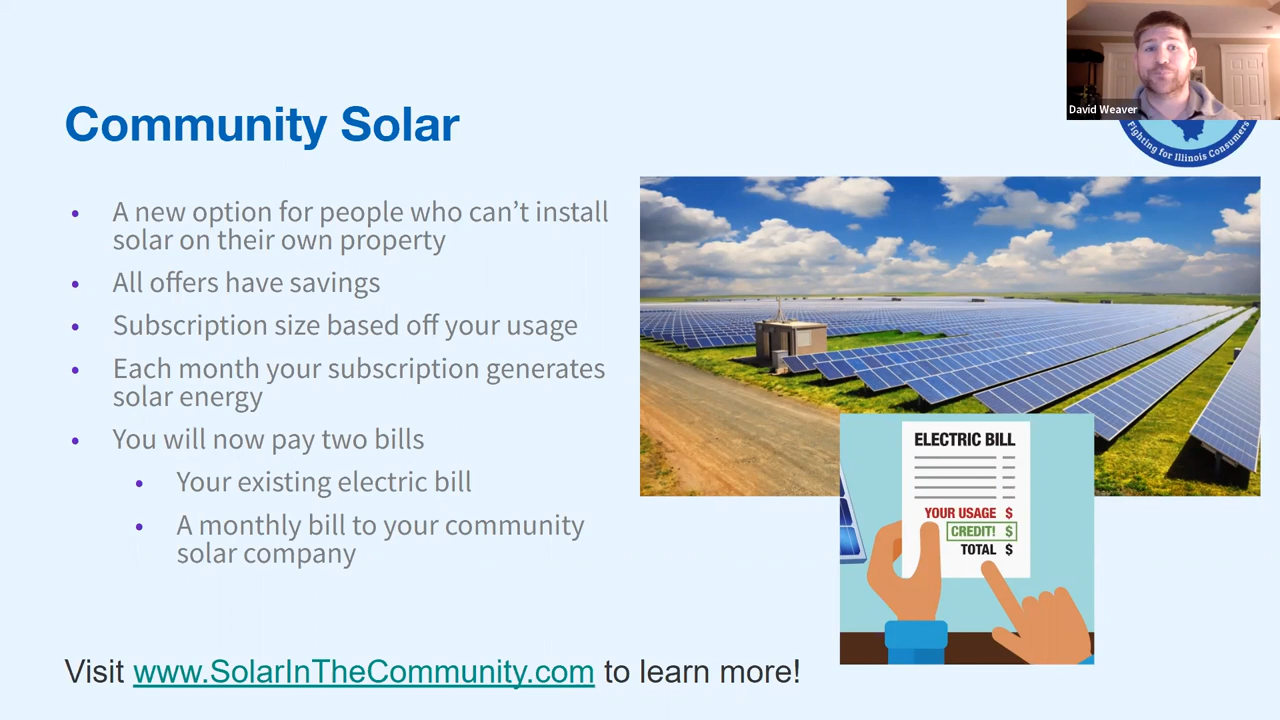 David Weaver
Fighting for Illinois Consumers
Community Solar
• A new option for people who can’t install
solar on their own property
• All offers have savings
• Subscription size based off your usage
• Each month your subscription generates
solar energy
• You will now pay two bills
• Your existing electric bill
• A monthly bill to your community
solar company
ELECTRIC BILL
YOUR USAGE $
CREDIT! $
TOTAL $
Visit www.SolarInTheCommunity.com to learn more!